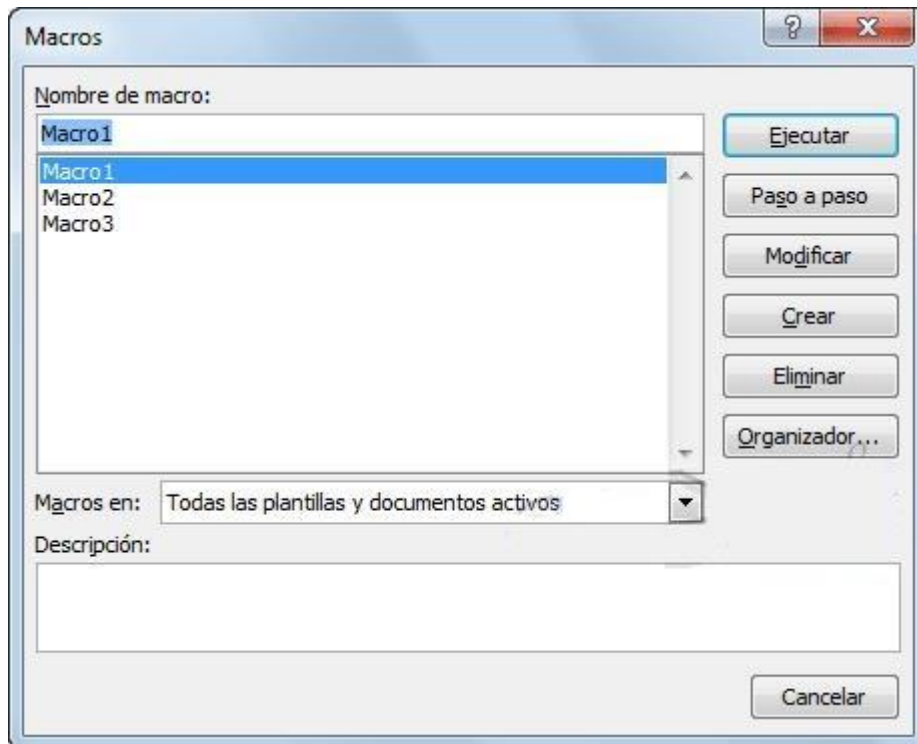 Macros
Nombre de macro:
Macro1
Ejecutar
Macro1
Macro2
Macro3
Paso a paso
Modificar
Crear
Eliminar
Organizador...
Macros en: Todas las plantillas y documentos activos
Descripción:
Cancelar